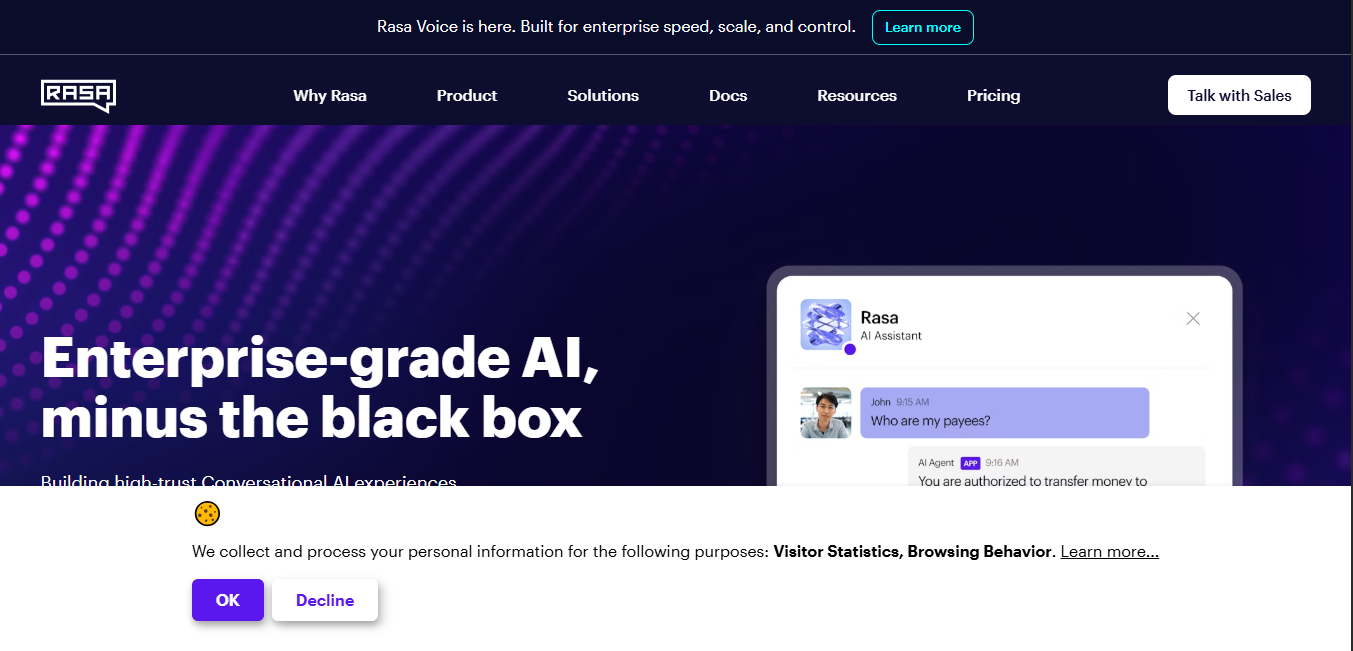 Rasa Voice is here. Built for enterprise speed, scale, and control. Learn more
RASA Why Rasa Product Solutions Docs Resources Pricing Talk with Sales
Enterprise-grade AI,
minus the black box
Building high-trust Conversational AI experiences
Rasa
AI Assistant
John 9:15 AM
Who are my payees?
AI Agent APP 9:16 AM
You are authorized to transfer money to
We collect and process your personal information for the following purposes: Visitor Statistics, Browsing Behavior. Learn more...
OK Decline